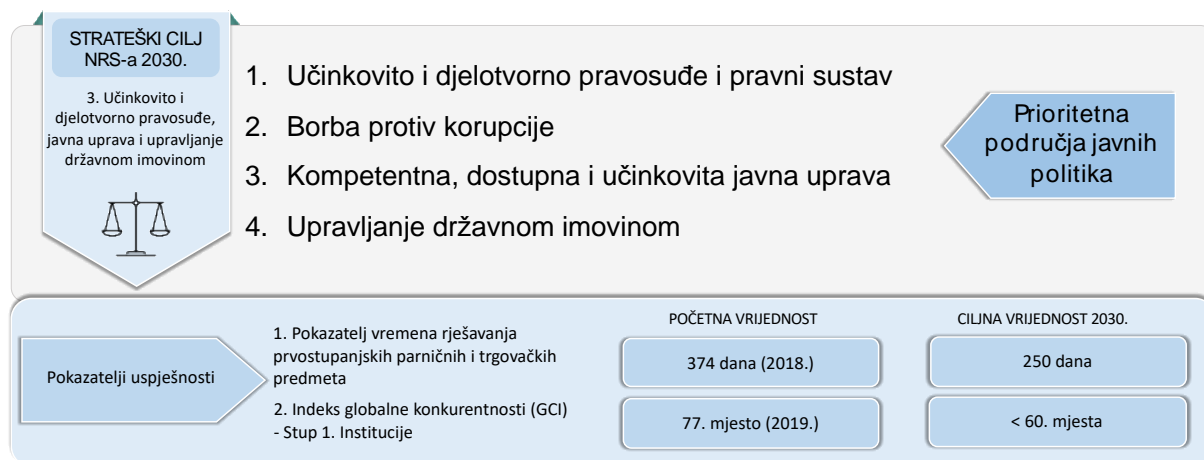 STRATEŠKI CILJ
NRS-a 2030.
3. Učinkovito i
djelotvorno pravosuđe,
javna uprava i upravljanje
državnom imovinom
1. Učinkovito i djelotvorno pravosuđe i pravni sustav
2. Borba protiv korupcije
3. Kompetentna, dostupna i učinkovita javna uprava
4. Upravljanje državnom imovinom
Prioritetna
područja javnih
politika
Pokazatelji uspješnosti
1. Pokazatelj vremena rješavanja
prvostupanjskih parničnih i trgovačkih
predmeta
2. Indeks globalne konkurentnosti (GCI)
- Stup 1. Institucije
POČETNA VRIJEDNOST
374 dana (2018.)
77. mjesto (2019.)
CILJNA VRIJEDNOST 2030.
250 dana
< 60. mjesta